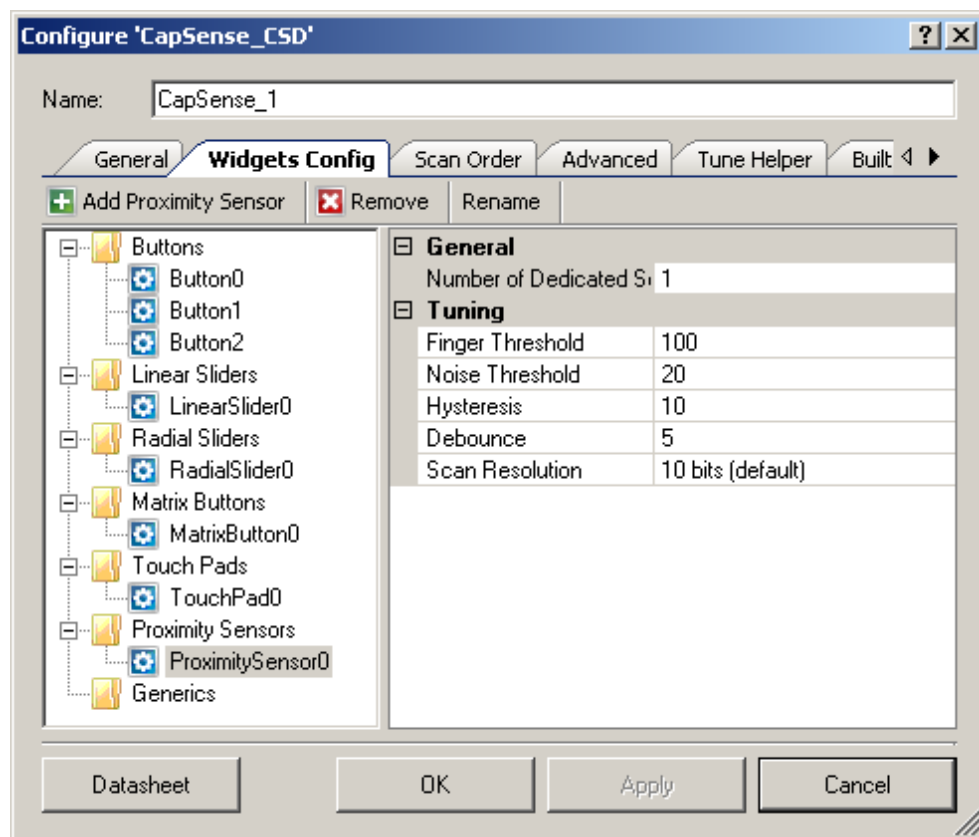 Configure 'CapSense_CSD'
Name: CapSense_1
General Widgets Config Scan Order Advanced Tune Helper Built
Add Proximity Sensor Remove Rename
Buttons
Button0
Button1
Button2
Linear Sliders
LinearSlider0
Radial Sliders
RadialSlider0
Matrix Buttons
MatrixButton0
Touch Pads
TouchPad0
Proximity Sensors
ProximitySensor0
Generics
General
Number of Dedicated S 1
Tuning
Finger Threshold 100
Noise Threshold 20
Hysteresis 10
Debounce 5
Scan Resolution 10 bits (default)
Datasheet OK Apply Cancel